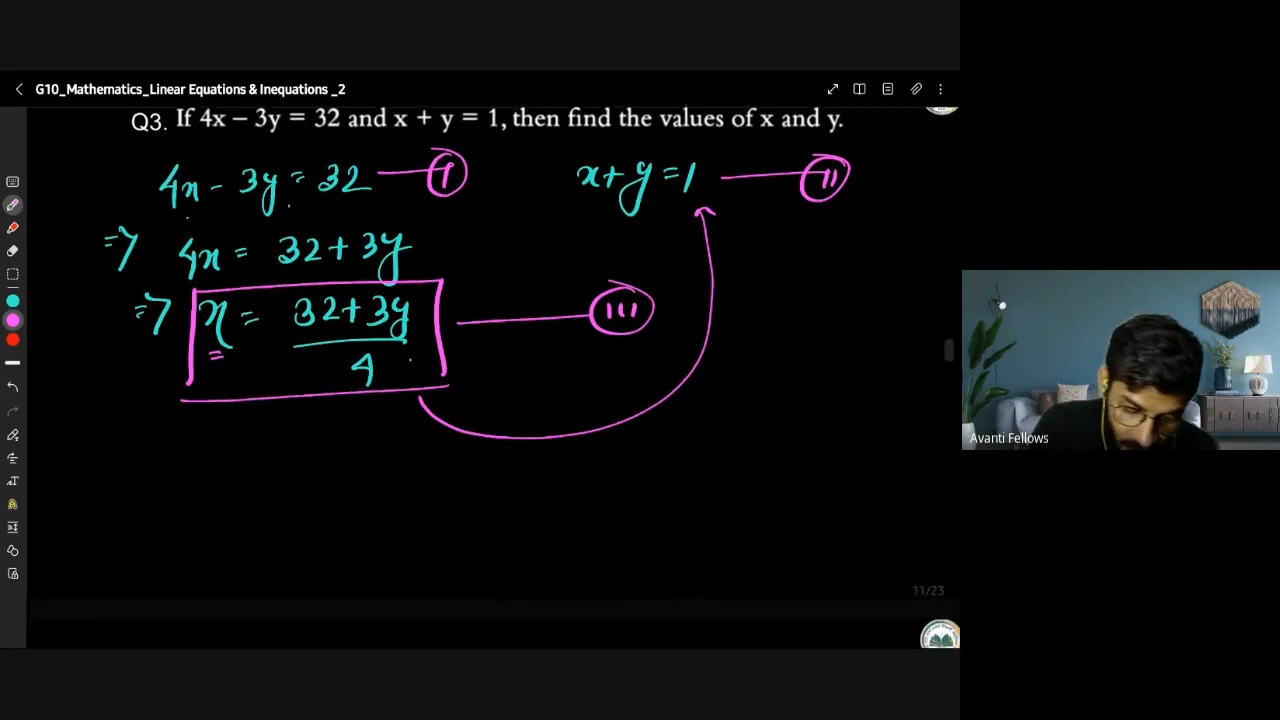 G10_Mathematics_Linear Equations & Inequations _2
Q3. If 4x − 3y = 32 and x + y = 1, then find the values of x and y.
4x - 3y = 32 — I
x + y = 1 — II
=> 4x = 32 + 3y
=> x = 32 + 3y / 4 — III
Avanti Fellows
11/23